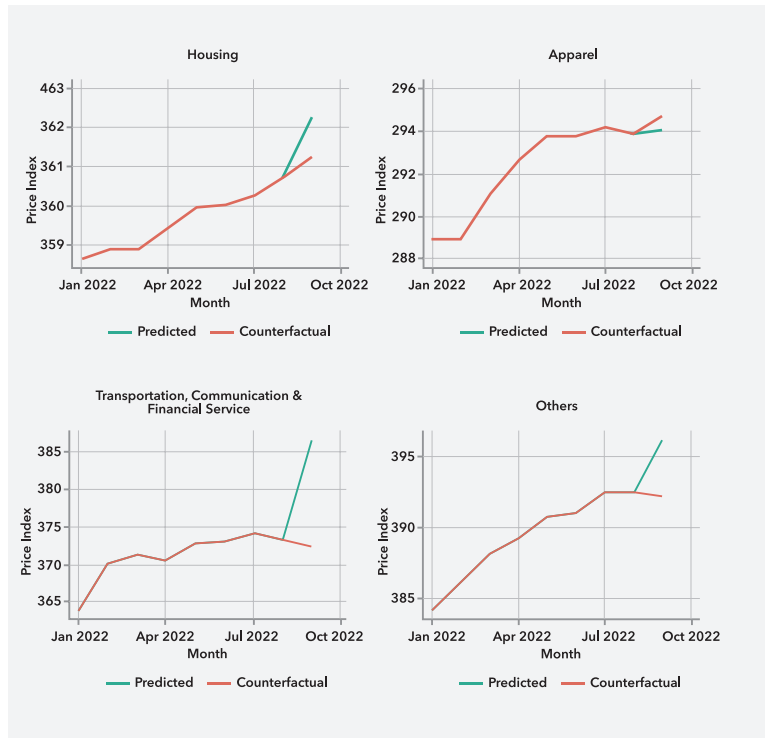 Housing
463
362
361
360
359
Price Index
Jan 2022
Apr 2022
Jul 2022
Oct 2022
Month
Predicted
Counterfactual
Apparel
296
294
292
290
288
Price Index
Jan 2022
Apr 2022
Jul 2022
Oct 2022
Month
Predicted
Counterfactual
Transportation, Communication &
Financial Service
385
380
375
370
365
Price Index
Jan 2022
Apr 2022
Jul 2022
Oct 2022
Month
Predicted
Counterfactual
Others
395
390
385
Price Index
Jan 2022
Apr 2022
Jul 2022
Oct 2022
Month
Predicted
Counterfactual